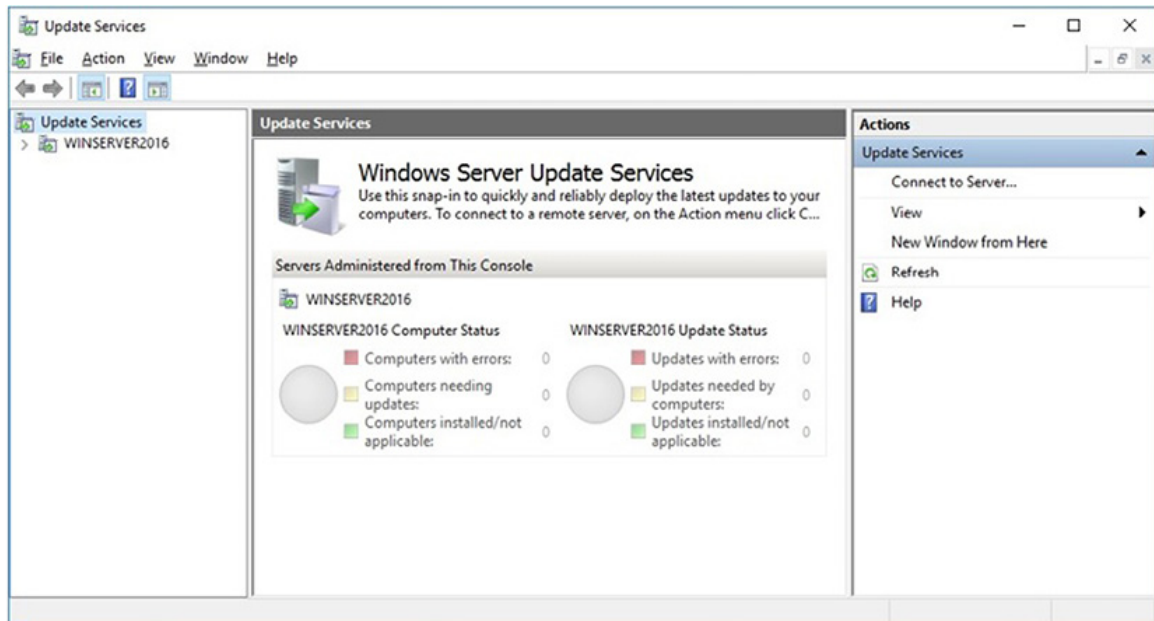 Update Services
File Action View Window Help
Update Services
WINSERVER2016
Update Services
Windows Server Update Services
Use this snap-in to quickly and reliably deploy the latest updates to your
computers. To connect to a remote server, on the Action menu click C...
Servers Administered from This Console
WINSERVER2016
WINSERVER2016 Computer Status
Computers with errors: 0
Computers needing
updates: 0
Computers installed/not
applicable: 0
WINSERVER2016 Update Status
Updates with errors: 0
Updates needed by
computers: 0
Updates installed/not
applicable: 0
Actions
Update Services
Connect to Server...
View
New Window from Here
Refresh
Help